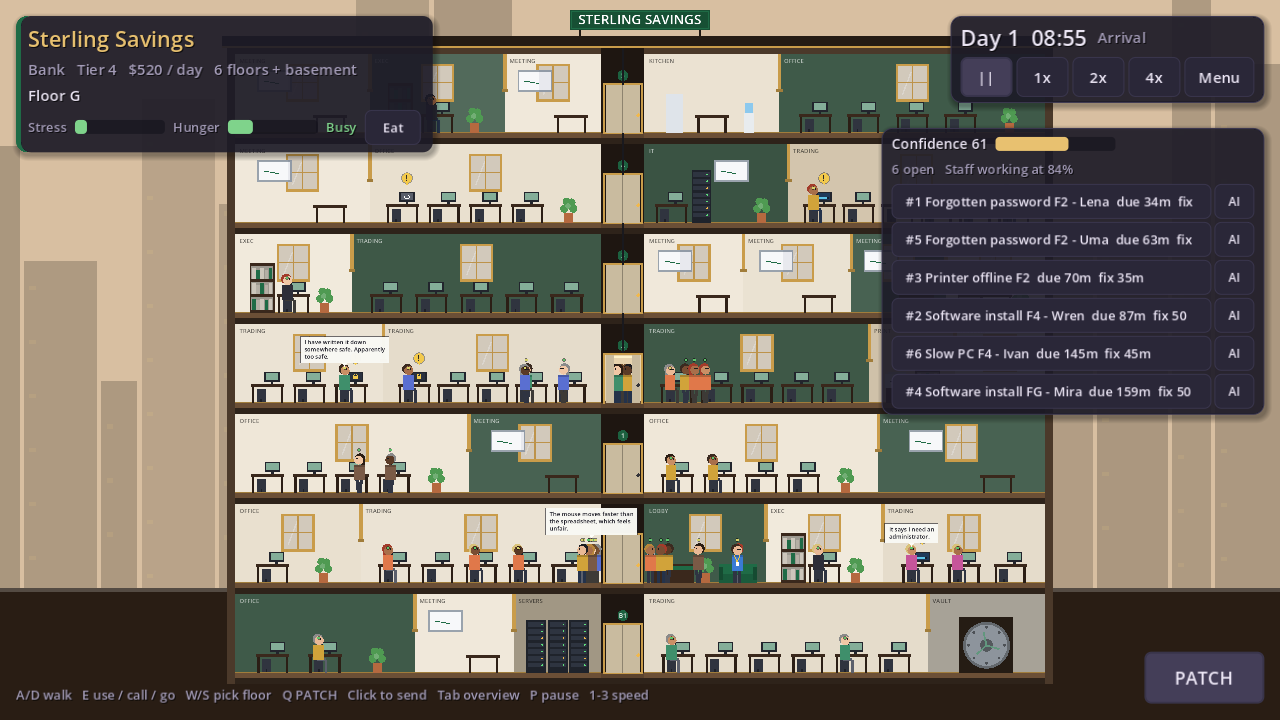 STERLING SAVINGS
Sterling Savings
Bank Tier 4 $520 / day 6 floors + basement
Floor G
Stress Hunger Busy Eat
Day 1 08:55 Arrival
|| 1x 2x 4x Menu
Confidence 61
6 open Staff working at 84%
#1 Forgotten password F2 - Lena due 34m fix AI
#5 Forgotten password F2 - Uma due 63m fix AI
#3 Printer offline F2 due 70m fix 35m AI
#2 Software install F4 - Wren due 87m fix 50 AI
#6 Slow PC F4 - Ivan due 145m fix 45m AI
#4 Software install FG - Mira due 159m fix 50 AI
MEETING KITCHEN OFFICE
IT TRADING
EXEC TRADING MEETING MEETING MEETING
TRADING TRADING TRADING
I have written it down
somewhere safe. Apparently
too safe.
OFFICE MEETING OFFICE MEETING
1
OFFICE TRADING LOBBY EXEC TRADING
The mouse moves faster than
the spreadsheet, which feels
unfair.
It says I need an
administrator.
OFFICE MEETING SERVERS B1 TRADING VAULT
A/D walk E use / call / go W/S pick floor Q PATCH Click to send Tab overview P pause 1-3 speed
PATCH